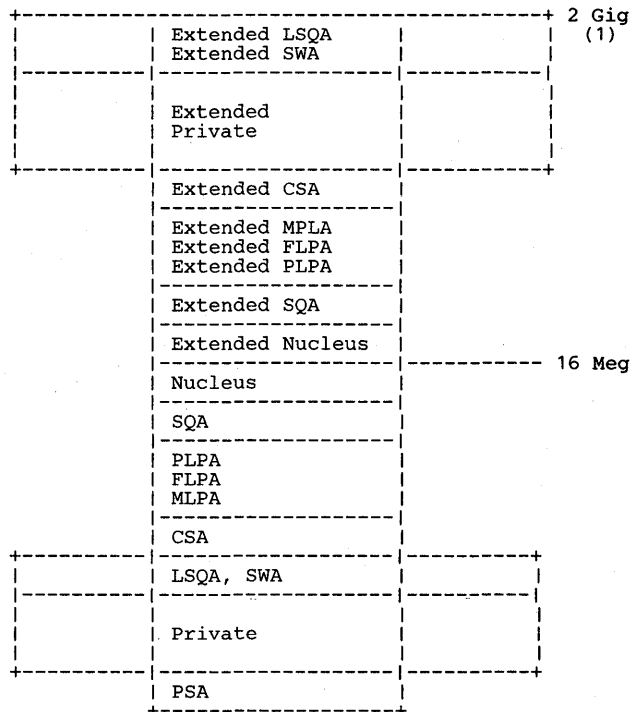 2 Gig
Extended LSQA (1)
Extended SWA
Extended
Private
Extended CSA
Extended MPLA
Extended FLPA
Extended PLPA
Extended SQA
Extended Nucleus
16 Meg
Nucleus
SQA
PLPA
FLPA
MLPA
CSA
LSQA, SWA
Private
PSA